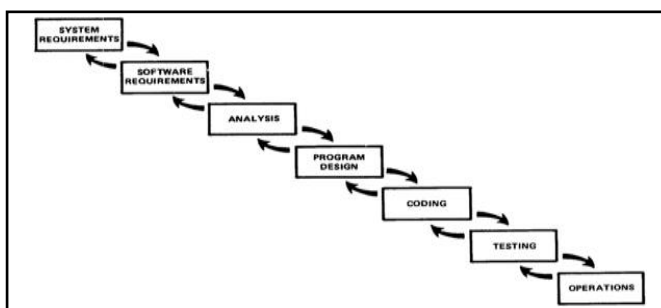 SYSTEM
REQUIREMENTS
SOFTWARE
REQUIREMENTS
ANALYSIS
PROGRAM
DESIGN
CODING
TESTING
OPERATIONS